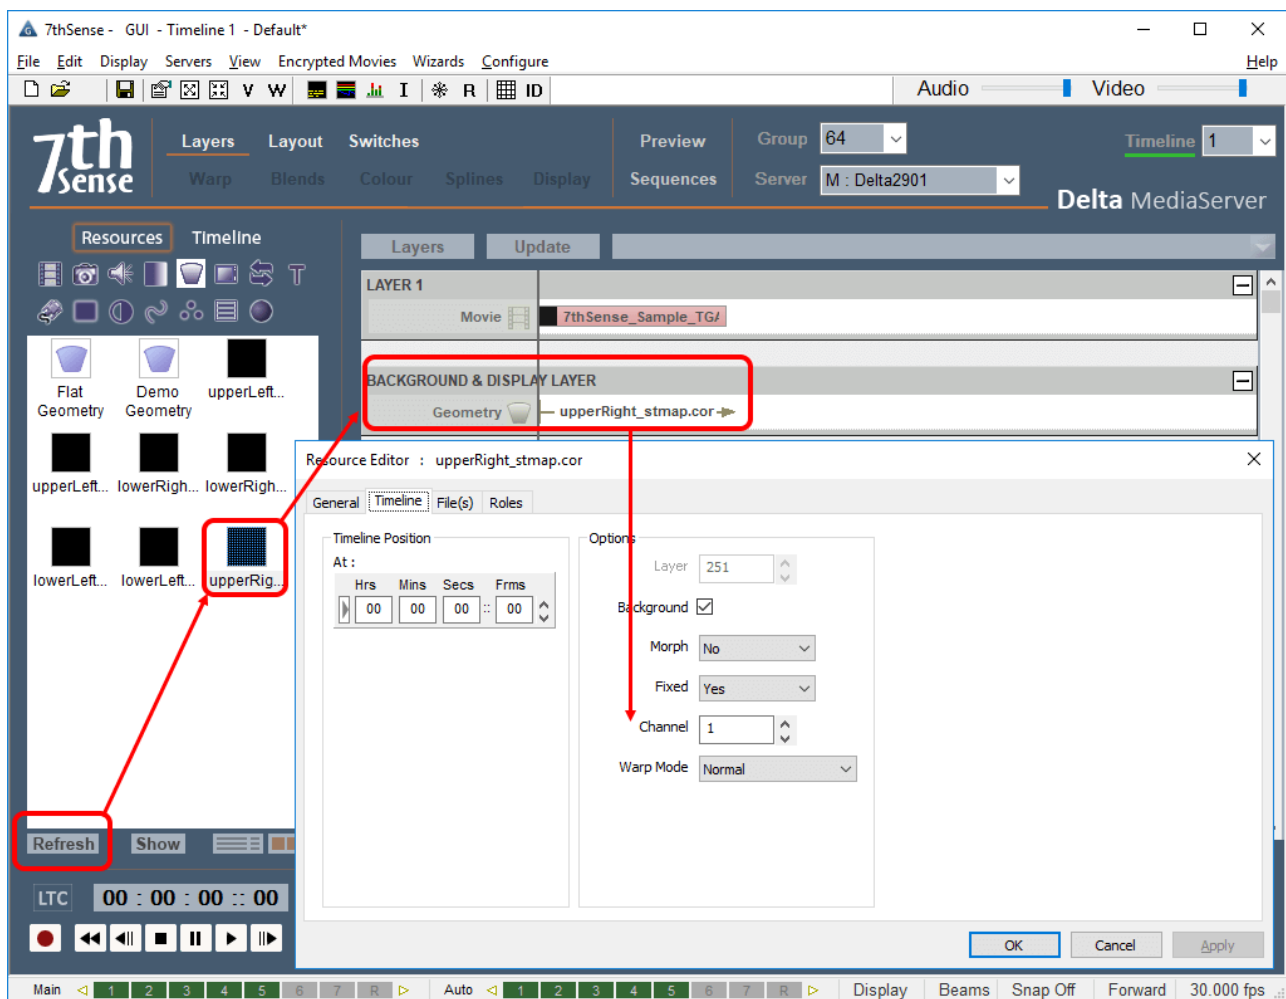 7thSense - GUI - Timeline 1 - Default*
File Edit Display Servers View Encrypted Movies Wizards Configure Help
V W I R ID Audio Video
7th Sense
Layers Layout Switches Preview Group 64 Timeline 1
Warp Blends Colour Splines Display Sequences Server M : Delta2901
Delta MediaServer
Resources Timeline
Layers Update
T
LAYER 1
Movie 7thSense_Sample_TGA
BACKGROUND & DISPLAY LAYER
Geometry upperRight_stmap.cor
Flat Geometry
Demo Geometry
upperLeft...
upperLeft... lowerRigh... lowerRigh...
lowerLeft... lowerLeft... upperRig...
Resource Editor : upperRight_stmap.cor
General Timeline File(s) Roles
Timeline Position
At :
Hrs Mins Secs Frms
00 00 00 :: 00
Options
Layer 251
Background
Morph No
Fixed Yes
Channel 1
Warp Mode Normal
OK Cancel Apply
Refresh Show
LTC 00 : 00 : 00 :: 00
Main 1 2 3 4 5 6 7 R Auto 1 2 3 4 5 6 7 R Display Beams Snap Off Forward 30.000 fps